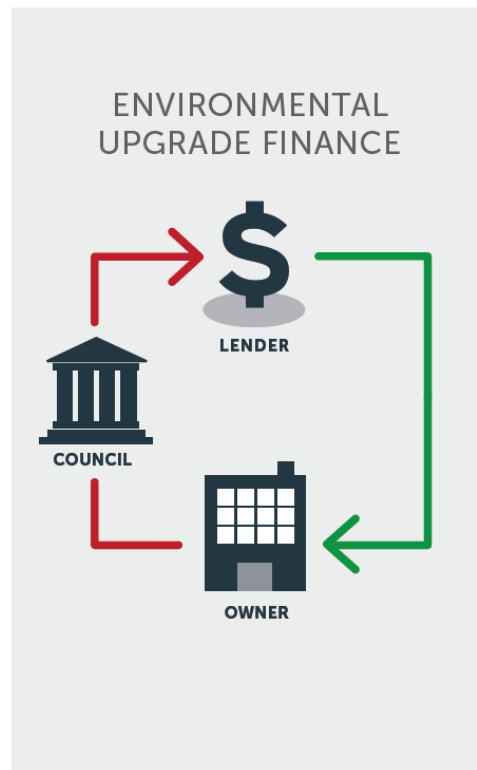 ENVIRONMENTAL
UPGRADE FINANCE
$
LENDER
COUNCIL
OWNER